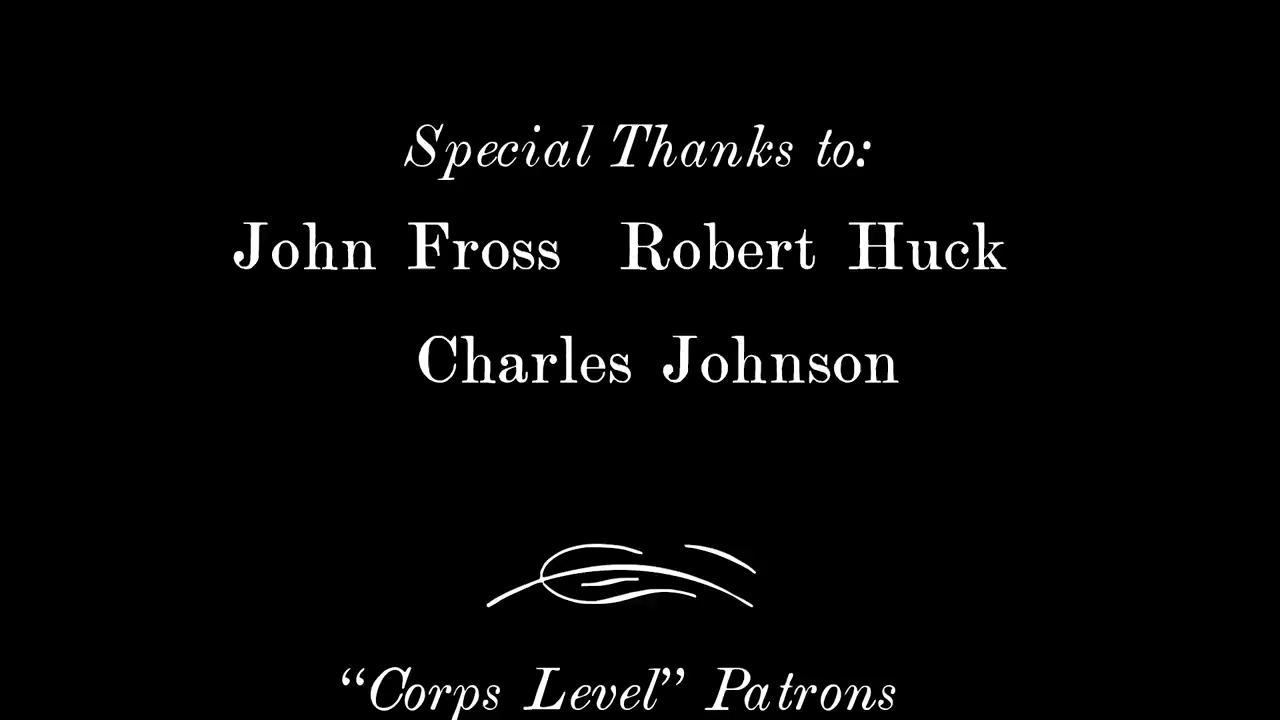 Special Thanks to:
John Fross Robert Huck
Charles Johnson
“Corps Level” Patrons